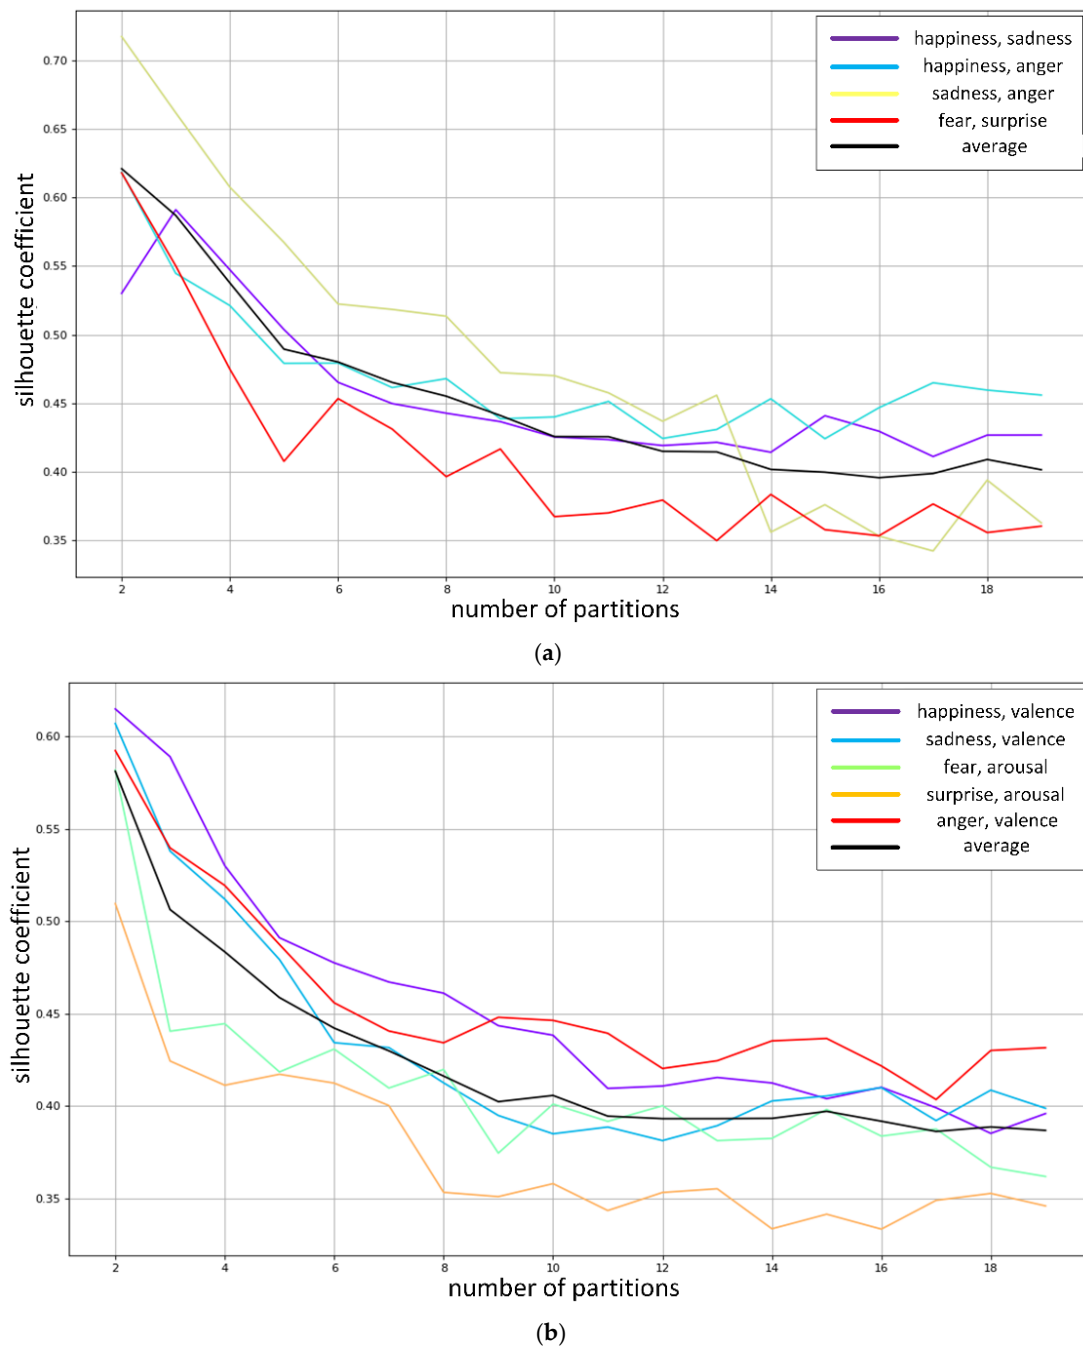 happiness, sadness
happiness, anger
sadness, anger
fear, surprise
average
0.70
0.65
0.60
0.55
0.50
0.45
0.40
0.35
silhouette coefficient
2 4 6 8 10 12 14 16 18
number of partitions
(a)
happiness, valence
sadness, valence
fear, arousal
surprise, arousal
anger, valence
average
0.60
0.55
0.50
0.45
0.40
0.35
silhouette coefficient
2 4 6 8 10 12 14 16 18
number of partitions
(b)